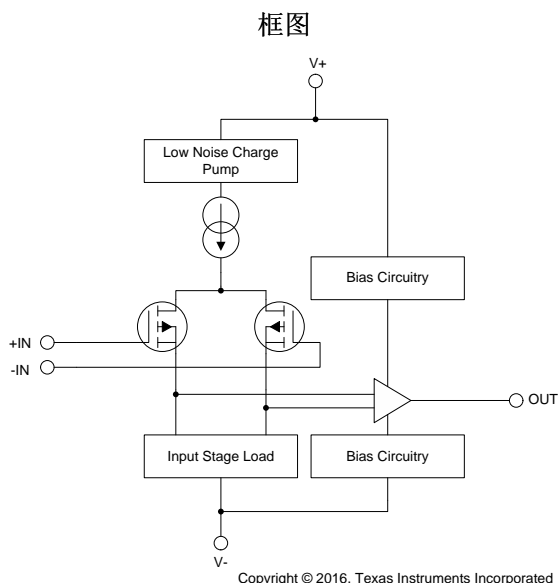 框图
V+
Low Noise Charge
Pump
Bias Circuitry
+IN
-IN
OUT
Input Stage Load
Bias Circuitry
V-
Copyright © 2016, Texas Instruments Incorporated